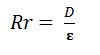 Rr = D/ε